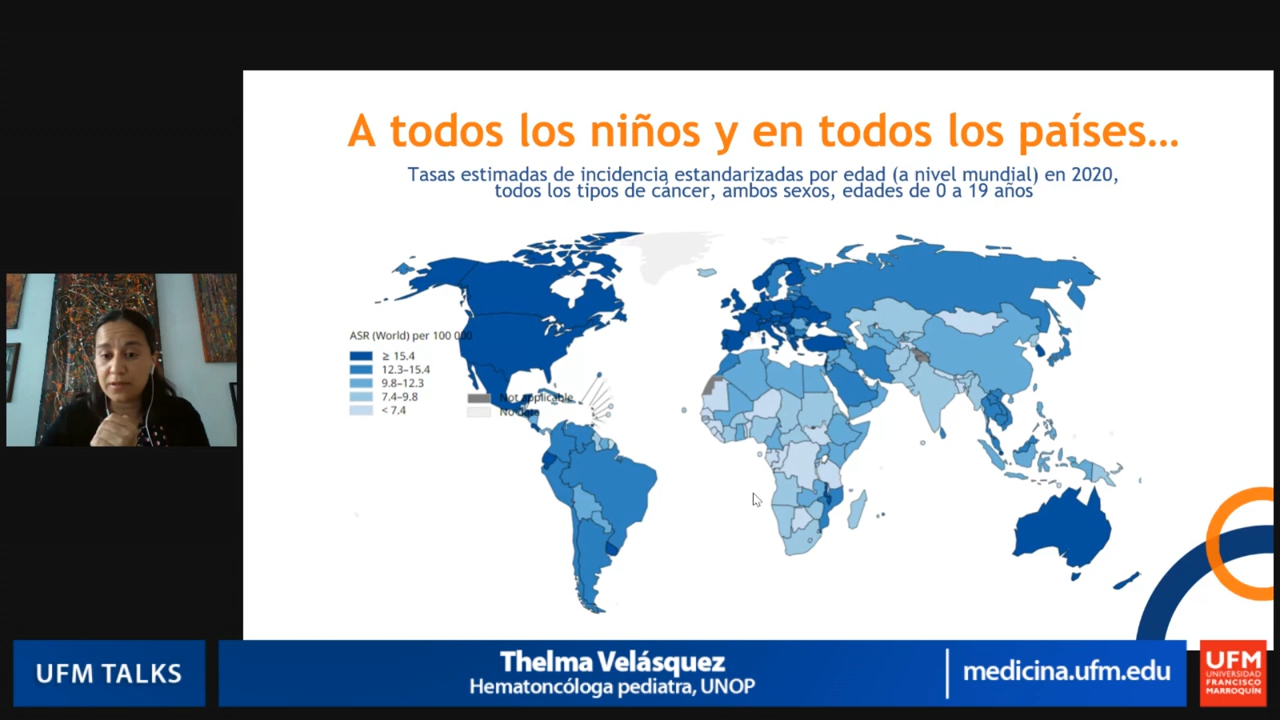 A todos los niños y en todos los países...
Tasas estimadas de incidencia estandarizadas por edad (a nivel mundial) en 2020,
todos los tipos de cáncer, ambos sexos, edades de 0 a 19 años
ASR (World) per 100 000
≥ 15.4
12.3–15.4
9.8–12.3
7.4–9.8
< 7.4
Not applicable
No data
UFM TALKS
Thelma Velásquez
Hematoncóloga pediatra, UNOP
medicina.ufm.edu
UFM
UNIVERSIDAD
FRANCISCO
MARROQUÍN